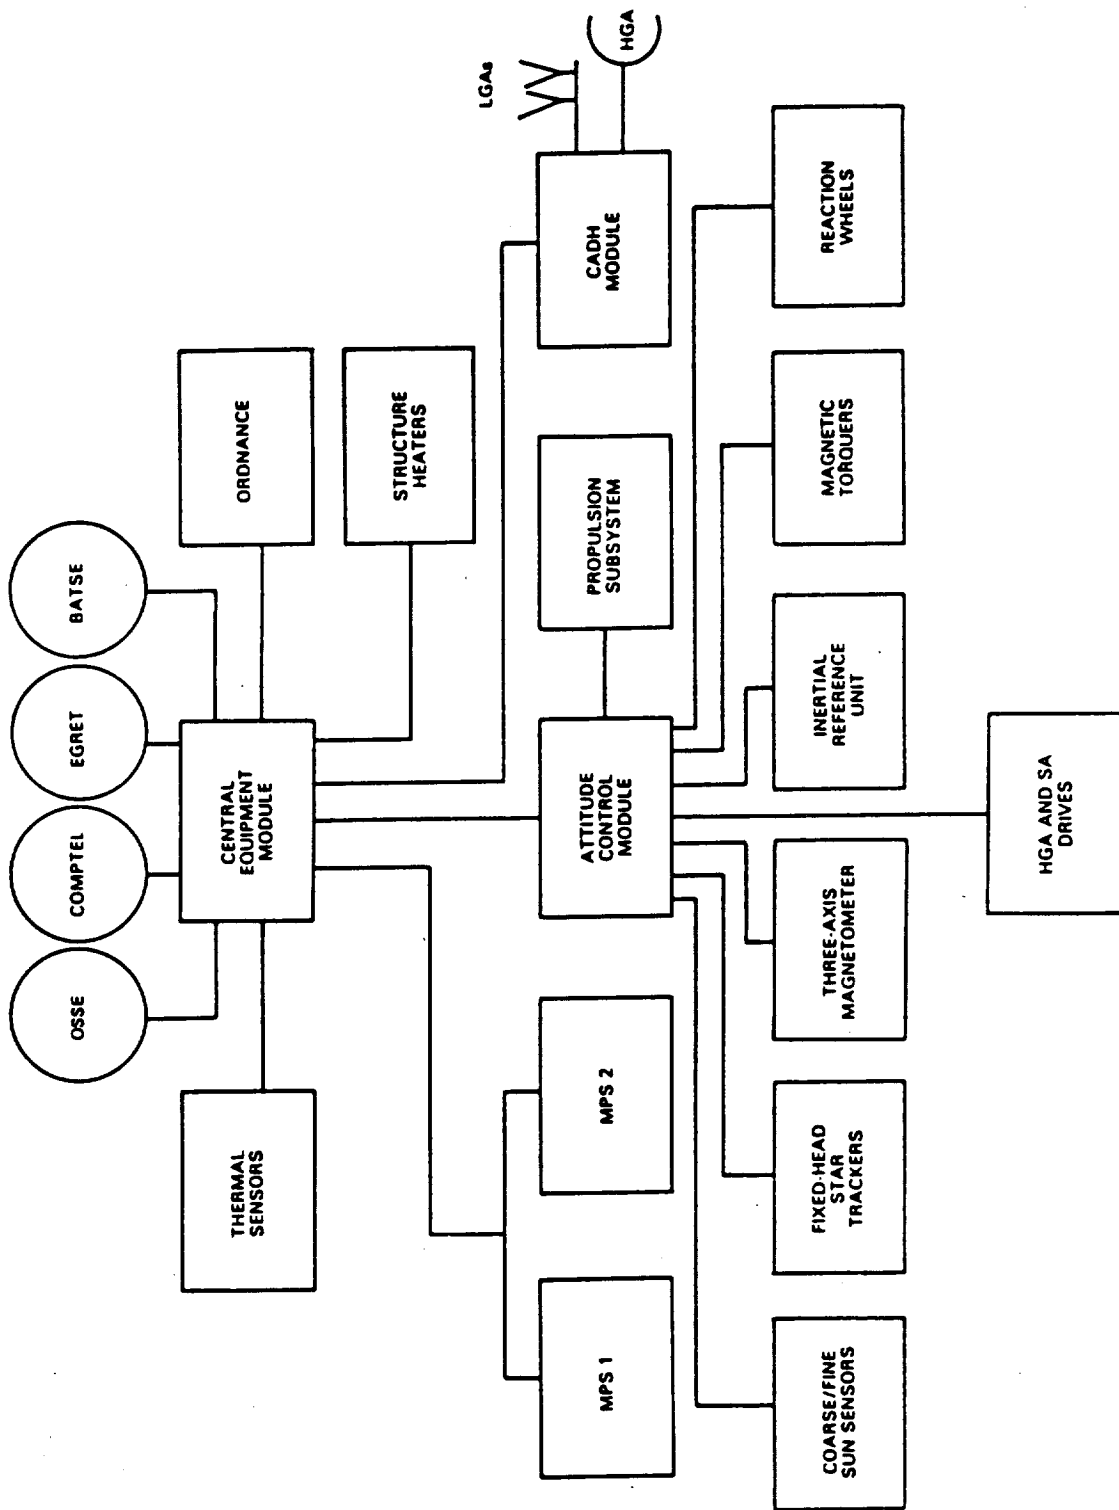 OSSE
COMPTEL
EGRET
BATSE
THERMAL
SENSORS
CENTRAL
EQUIPMENT
MODULE
ORDNANCE
STRUCTURE
HEATERS
LGAs
HGA
MPS 1
MPS 2
ATTITUDE
CONTROL
MODULE
PROPULSION
SUBSYSTEM
CADH
MODULE
COARSE/FINE
SUN SENSORS
FIXED-HEAD
STAR
TRACKERS
THREE-AXIS
MAGNETOMETER
INERTIAL
REFERENCE
UNIT
MAGNETIC
TORQUERS
REACTION
WHEELS
HGA AND SA
DRIVES